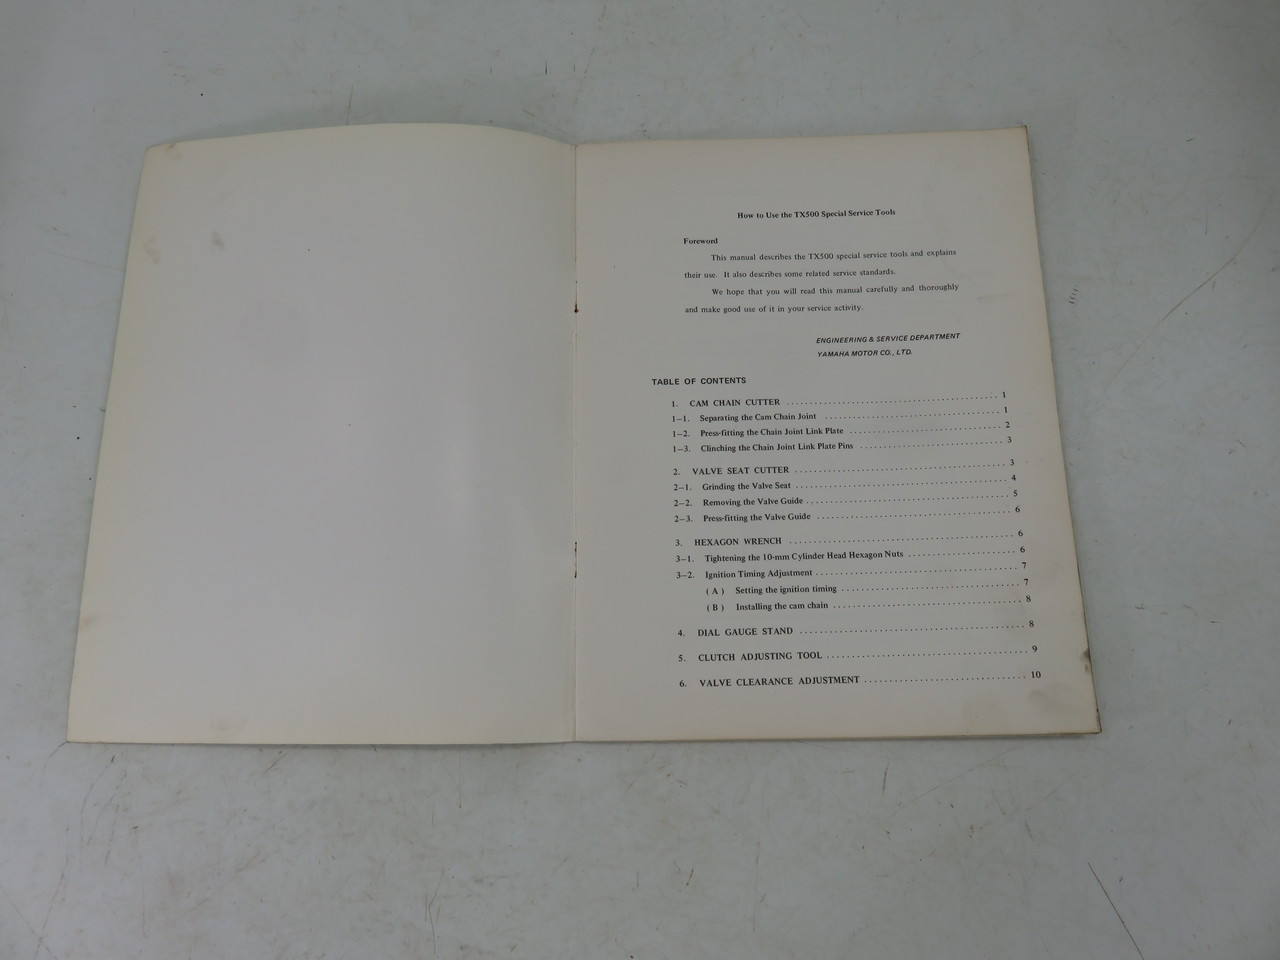 How to Use the TX500 Special Service Tools
Foreword
This manual describes the TX500 special service tools and explains
their use. It also describes some related service standards.
We hope that you will read this manual carefully and thoroughly
and make good use of it in your service activity.
ENGINEERING & SERVICE DEPARTMENT
YAMAHA MOTOR CO., LTD.
TABLE OF CONTENTS
1. CAM CHAIN CUTTER ........................................ 1
1–1. Separating the Cam Chain Joint ................................... 1
1–2. Press-fitting the Chain Joint Link Plate .............................. 2
1–3. Clinching the Chain Joint Link Plate Pins ............................ 3
2. VALVE SEAT CUTTER ........................................ 3
2–1. Grinding the Valve Seat ........................................ 4
2–2. Removing the Valve Guide ...................................... 5
2–3. Press-fitting the Valve Guide .................................... 6
3. HEXAGON WRENCH .......................................... 6
3–1. Tightening the 10-mm Cylinder Head Hexagon Nuts ..................... 6
3–2. Ignition Timing Adjustment ...................................... 7
( A ) Setting the ignition timing .................................. 7
( B ) Installing the cam chain .................................... 8
4. DIAL GAUGE STAND .......................................... 8
5. CLUTCH ADJUSTING TOOL ...................................... 9
6. VALVE CLEARANCE ADJUSTMENT ................................ 10